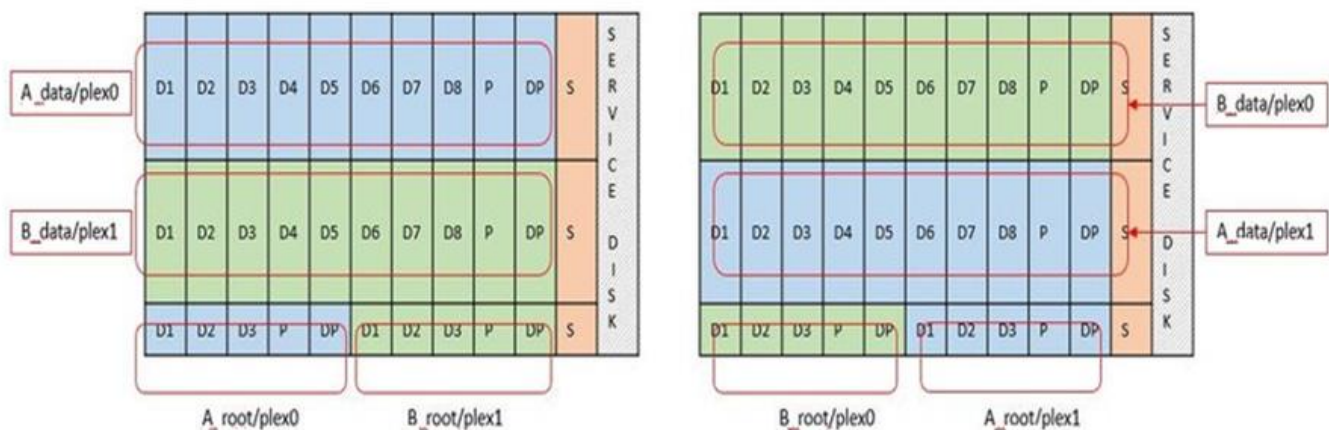 A_data/plex0
D1 D2 D3 D4 D5 D6 D7 D8 P DP S
B_data/plex1
D1 D2 D3 D4 D5 D6 D7 D8 P DP S
D1 D2 D3 P DP D1 D2 D3 P DP S
SERVICE DISK
A_root/plex0
B_root/plex1
D1 D2 D3 D4 D5 D6 D7 D8 P DP S
B_data/plex0
D1 D2 D3 D4 D5 D6 D7 D8 P DP S
A_data/plex1
D1 D2 D3 P DP D1 D2 D3 P DP S
SERVICE DISK
B_root/plex0
A_root/plex1